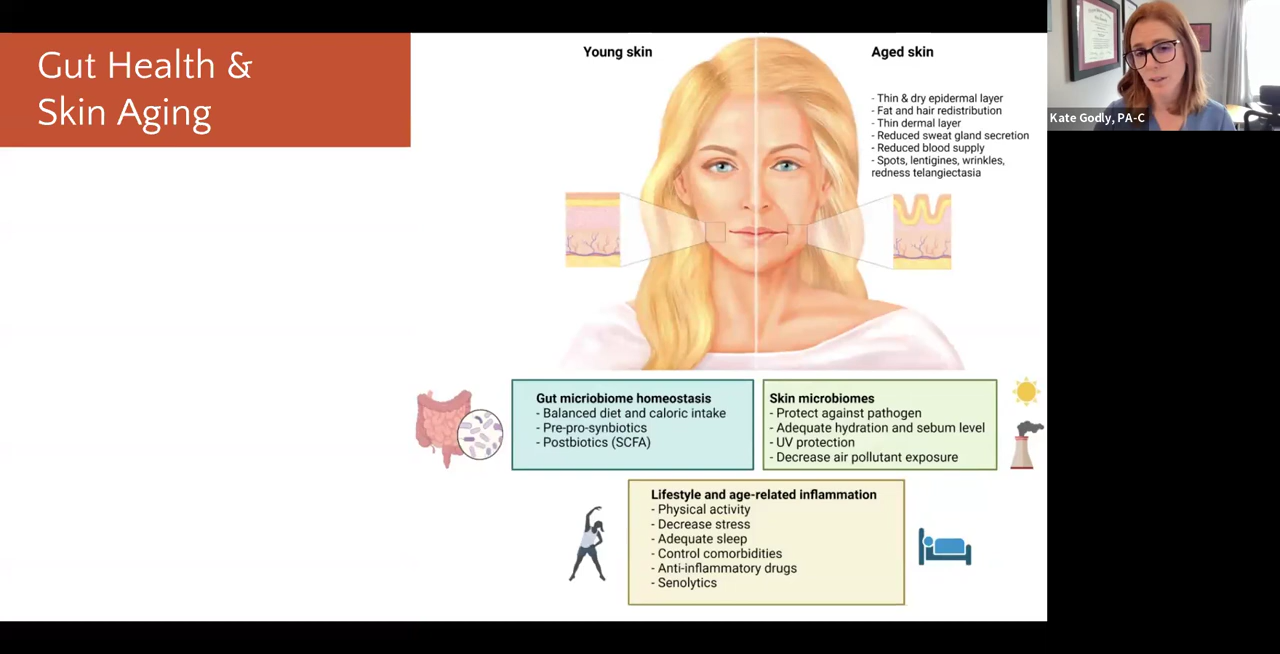 Gut Health &
Skin Aging
Young skin
Aged skin
- Thin & dry epidermal layer
- Fat and hair redistribution
- Thin dermal layer
- Reduced sweat gland secretion
- Reduced blood supply
- Spots, lentigines, wrinkles,
redness telangiectasia
Kate Godly, PA-C
Gut micriobiome homeostasis
- Balanced diet and caloric intake
- Pre-pro-synbiotics
- Postbiotics (SCFA)
Skin microbiomes
- Protect against pathogen
- Adequate hydration and sebum level
- UV protection
- Decrease air pollutant exposure
Lifestyle and age-related inflammation
- Physical activity
- Decrease stress
- Adequate sleep
- Control comorbidities
- Anti-inflammatory drugs
- Senolytics